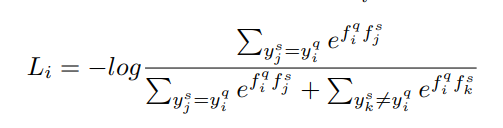 L_i = -log \frac{\sum_{y_j^s = y_i^q} e^{f_i^q f_j^s}}{\sum_{y_j^s = y_i^q} e^{f_i^q f_j^s} + \sum_{y_k^s \neq y_i^q} e^{f_i^q f_k^s}}